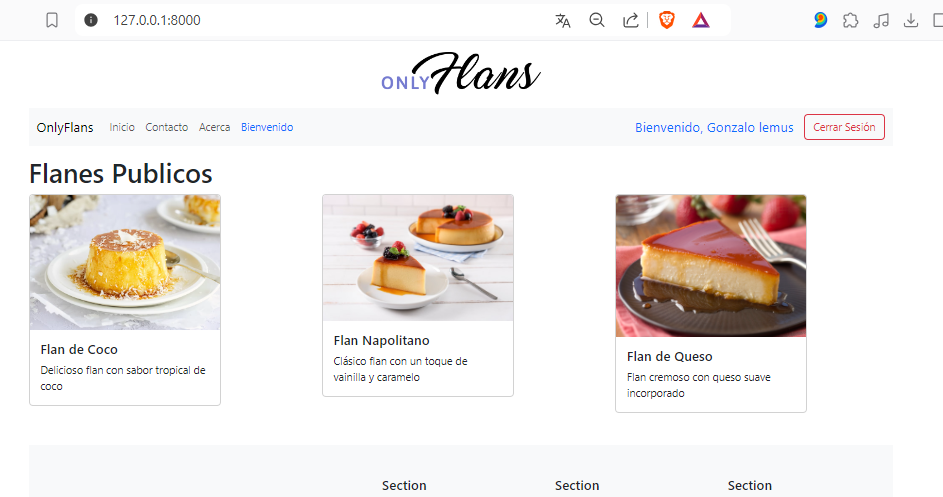 127.0.0.1:8000
ONLY Flans
OnlyFlans Inicio Contacto Acerca Bienvenido Bienvenido, Gonzalo lemus Cerrar Sesión
Flanes Publicos
Flan de Coco
Delicioso flan con sabor tropical de
coco
Flan Napolitano
Clásico flan con un toque de
vainilla y caramelo
Flan de Queso
Flan cremoso con queso suave
incorporado
Section Section Section